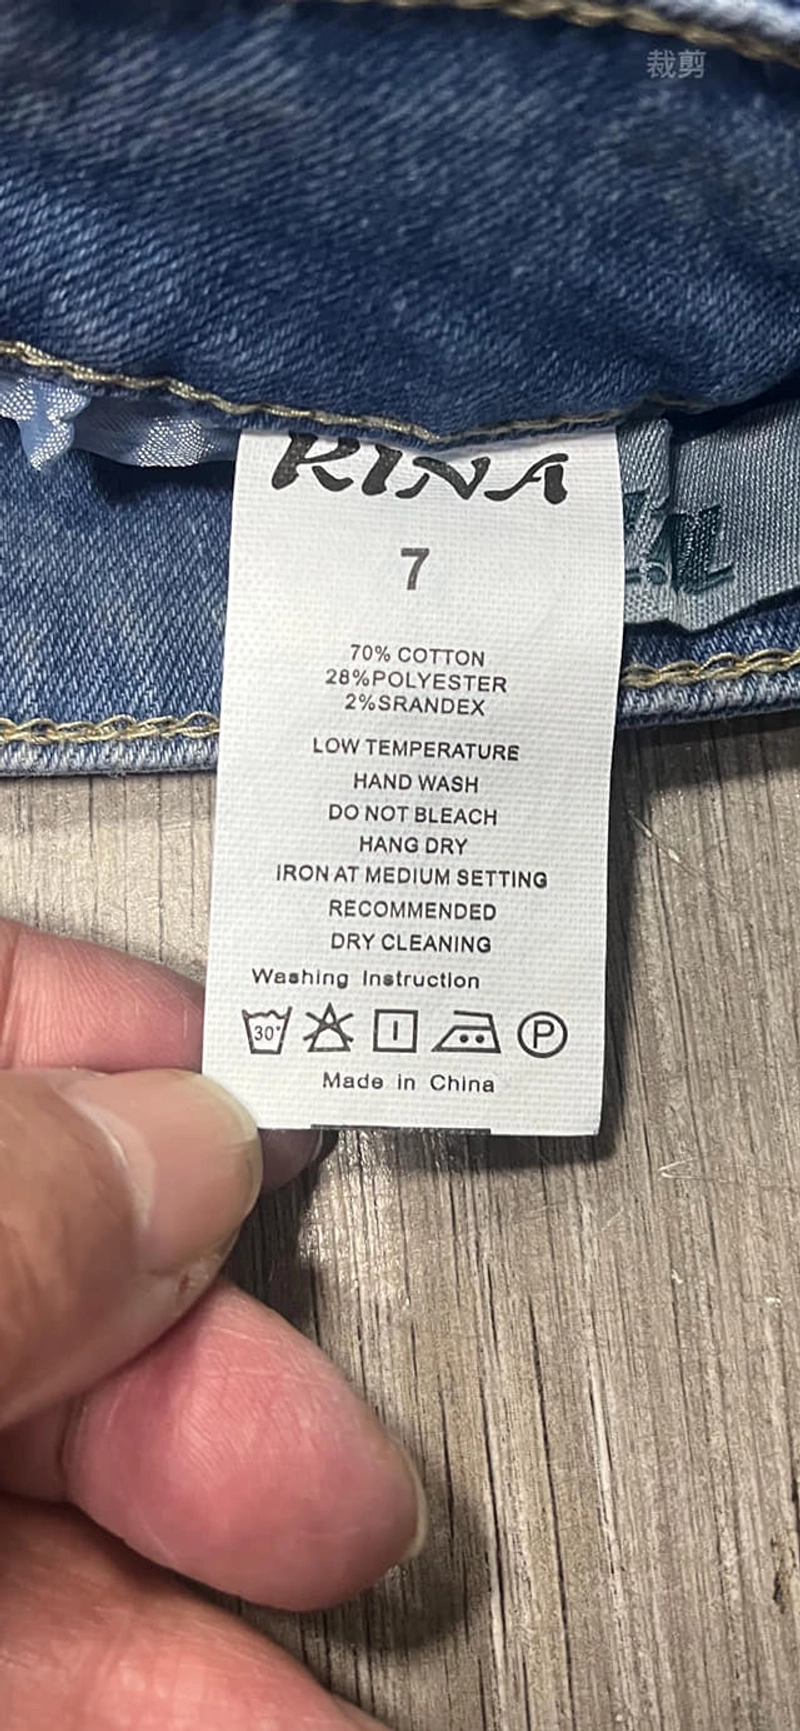 裁剪
RINA
7
70% COTTON
28%POLYESTER
2%SRANDEX
LOW TEMPERATURE
HAND WASH
DO NOT BLEACH
HANG DRY
IRON AT MEDIUM SETTING
RECOMMENDED
DRY CLEANING
Washing Instruction
30°
P
Made in China